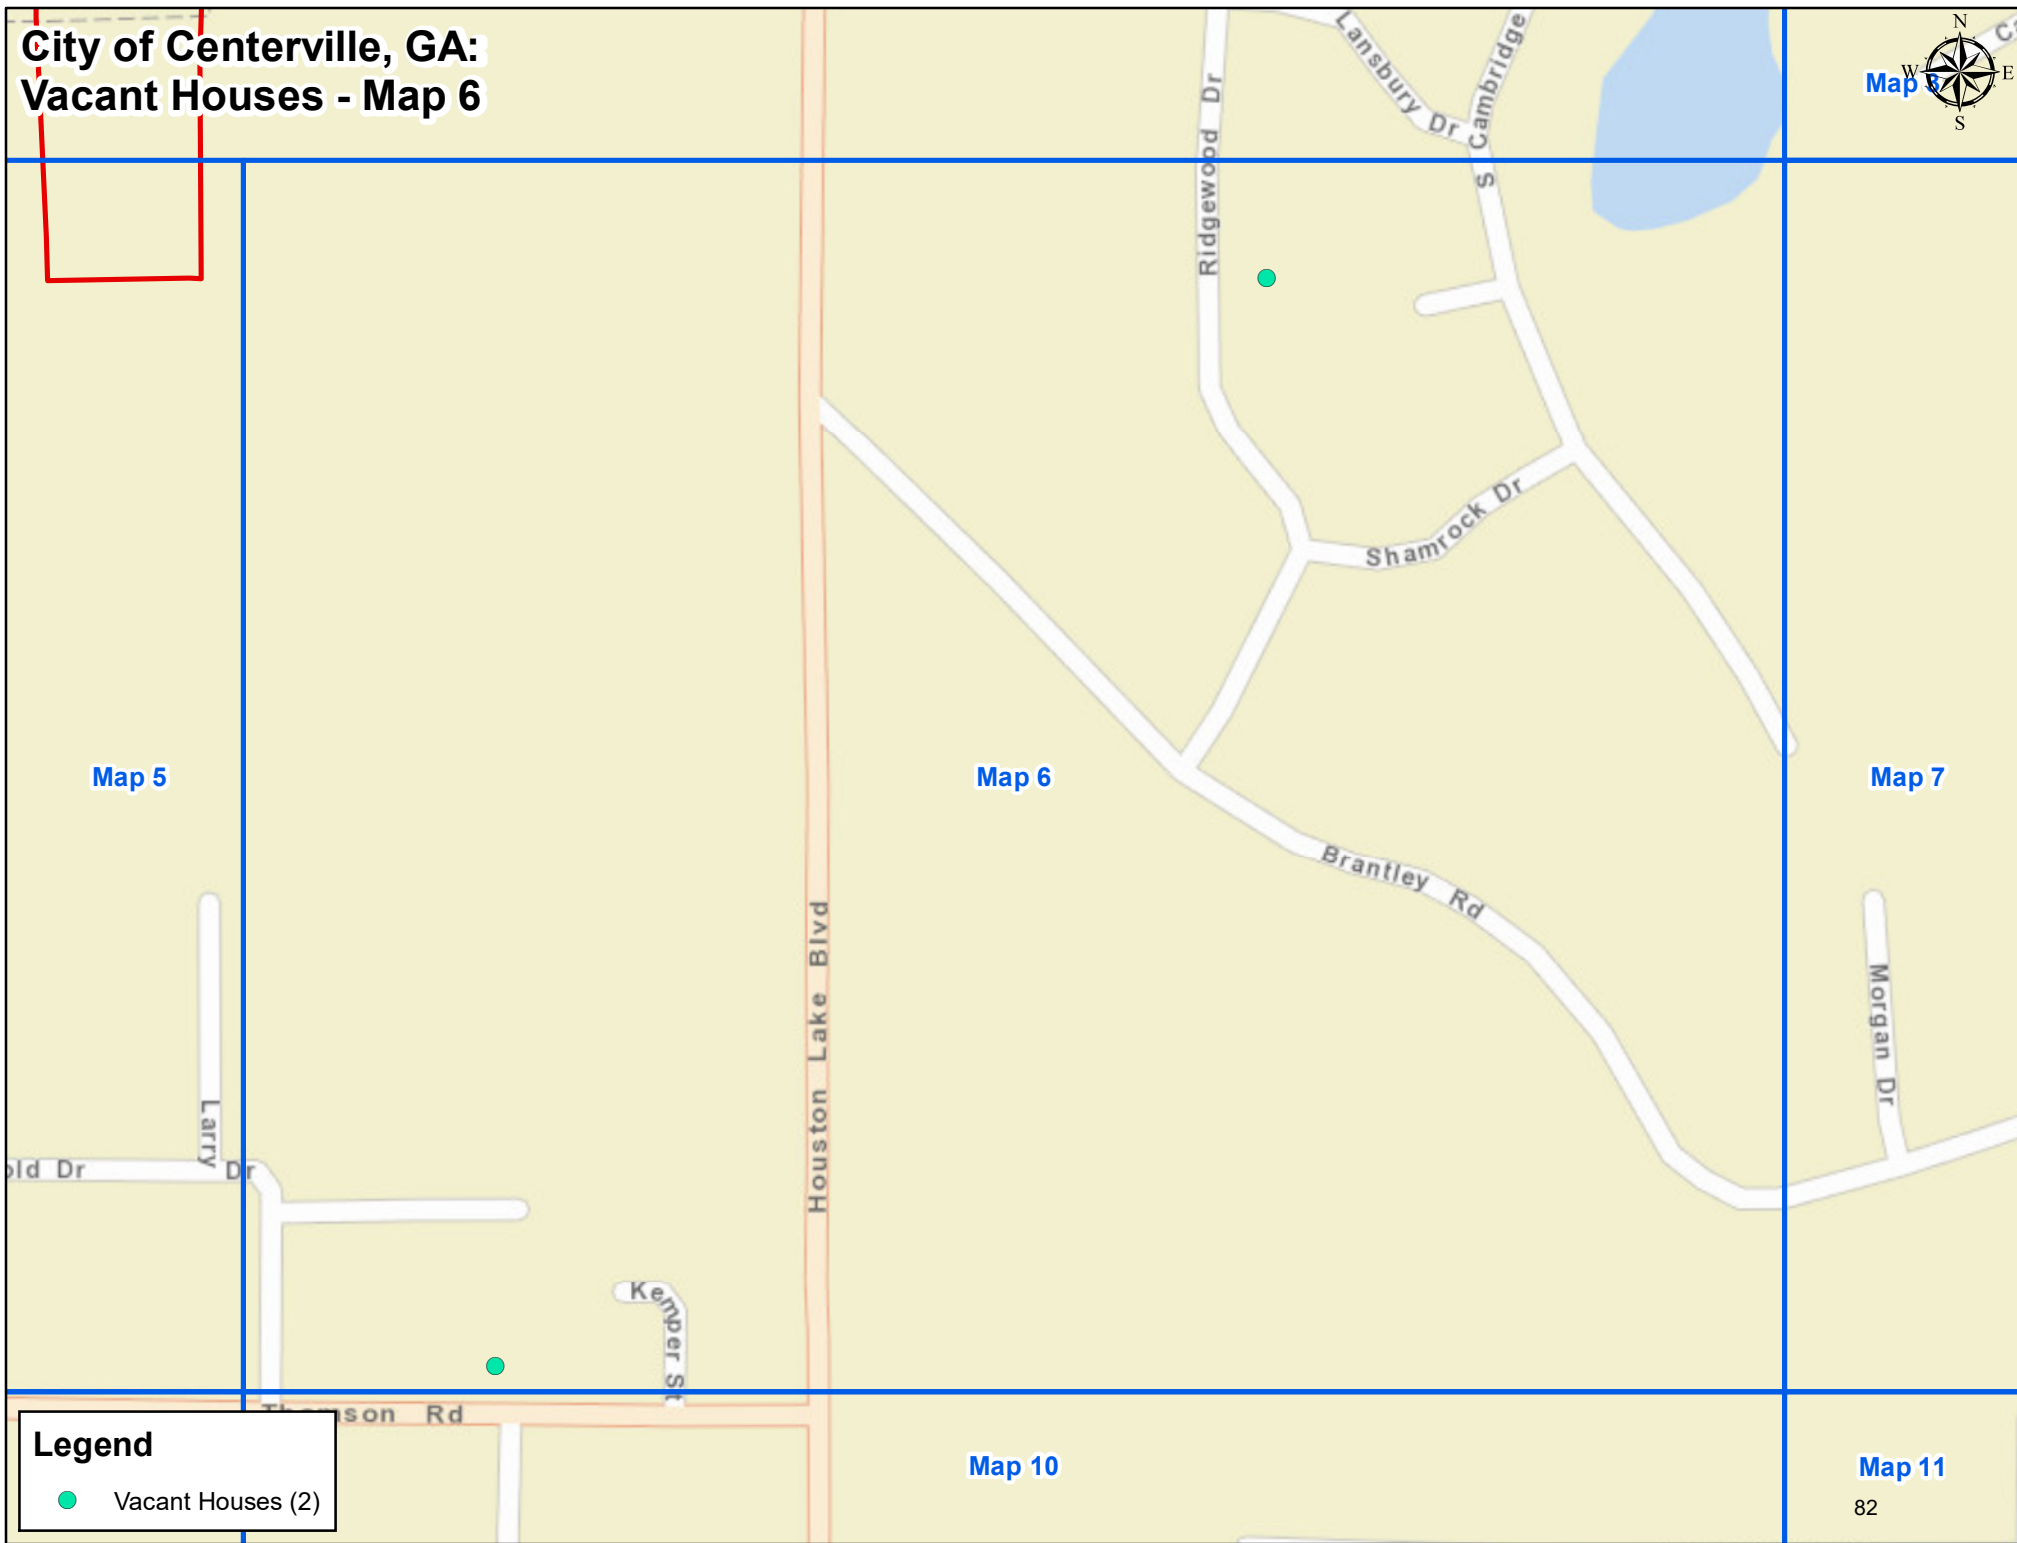 City of Centerville, GA:
Vacant Houses - Map 6
N
W
E
S
Lansbury Dr
S Cambridge
Ridgewood Dr
Shamrock Dr
Map 5
Map 6
Map 7
Brantley Rd
Houston Lake Blvd
Morgan Dr
Larry Dr
old Dr
Kemper St
Rd
Map 10
Map 11
Legend
Vacant Houses (2)
82